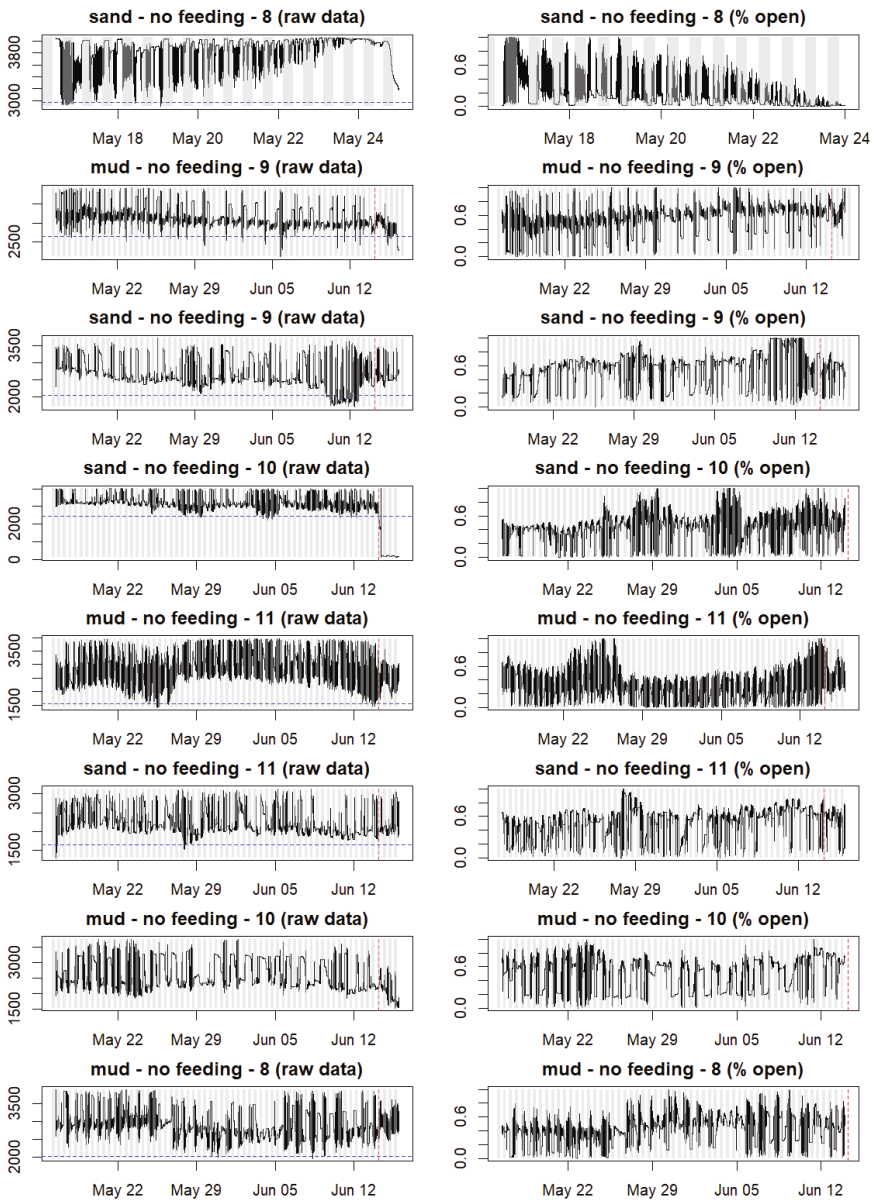 sand - no feeding - 8 (raw data) sand - no feeding - 8 (% open)
3800
3000
0.6
0.0
May 18 May 20 May 22 May 24 May 18 May 20 May 22 May 24
mud - no feeding - 9 (raw data) mud - no feeding - 9 (% open)
2500
0.6
0.0
May 22 May 29 Jun 05 Jun 12 May 22 May 29 Jun 05 Jun 12
sand - no feeding - 9 (raw data) sand - no feeding - 9 (% open)
3500
2000
0.6
0.0
May 22 May 29 Jun 05 Jun 12 May 22 May 29 Jun 05 Jun 12
sand - no feeding - 10 (raw data) sand - no feeding - 10 (% open)
2000
0
0.6
0.0
May 22 May 29 Jun 05 Jun 12 May 22 May 29 Jun 05 Jun 12
mud - no feeding - 11 (raw data) mud - no feeding - 11 (% open)
3500
1500
0.6
0.0
May 22 May 29 Jun 05 Jun 12 May 22 May 29 Jun 05 Jun 12
sand - no feeding - 11 (raw data) sand - no feeding - 11 (% open)
3000
1500
0.6
0.0
May 22 May 29 Jun 05 Jun 12 May 22 May 29 Jun 05 Jun 12
mud - no feeding - 10 (raw data) mud - no feeding - 10 (% open)
3000
1500
0.6
0.0
May 22 May 29 Jun 05 Jun 12 May 22 May 29 Jun 05 Jun 12
mud - no feeding - 8 (raw data) mud - no feeding - 8 (% open)
3500
2000
0.6
0.0
May 22 May 29 Jun 05 Jun 12 May 22 May 29 Jun 05 Jun 12